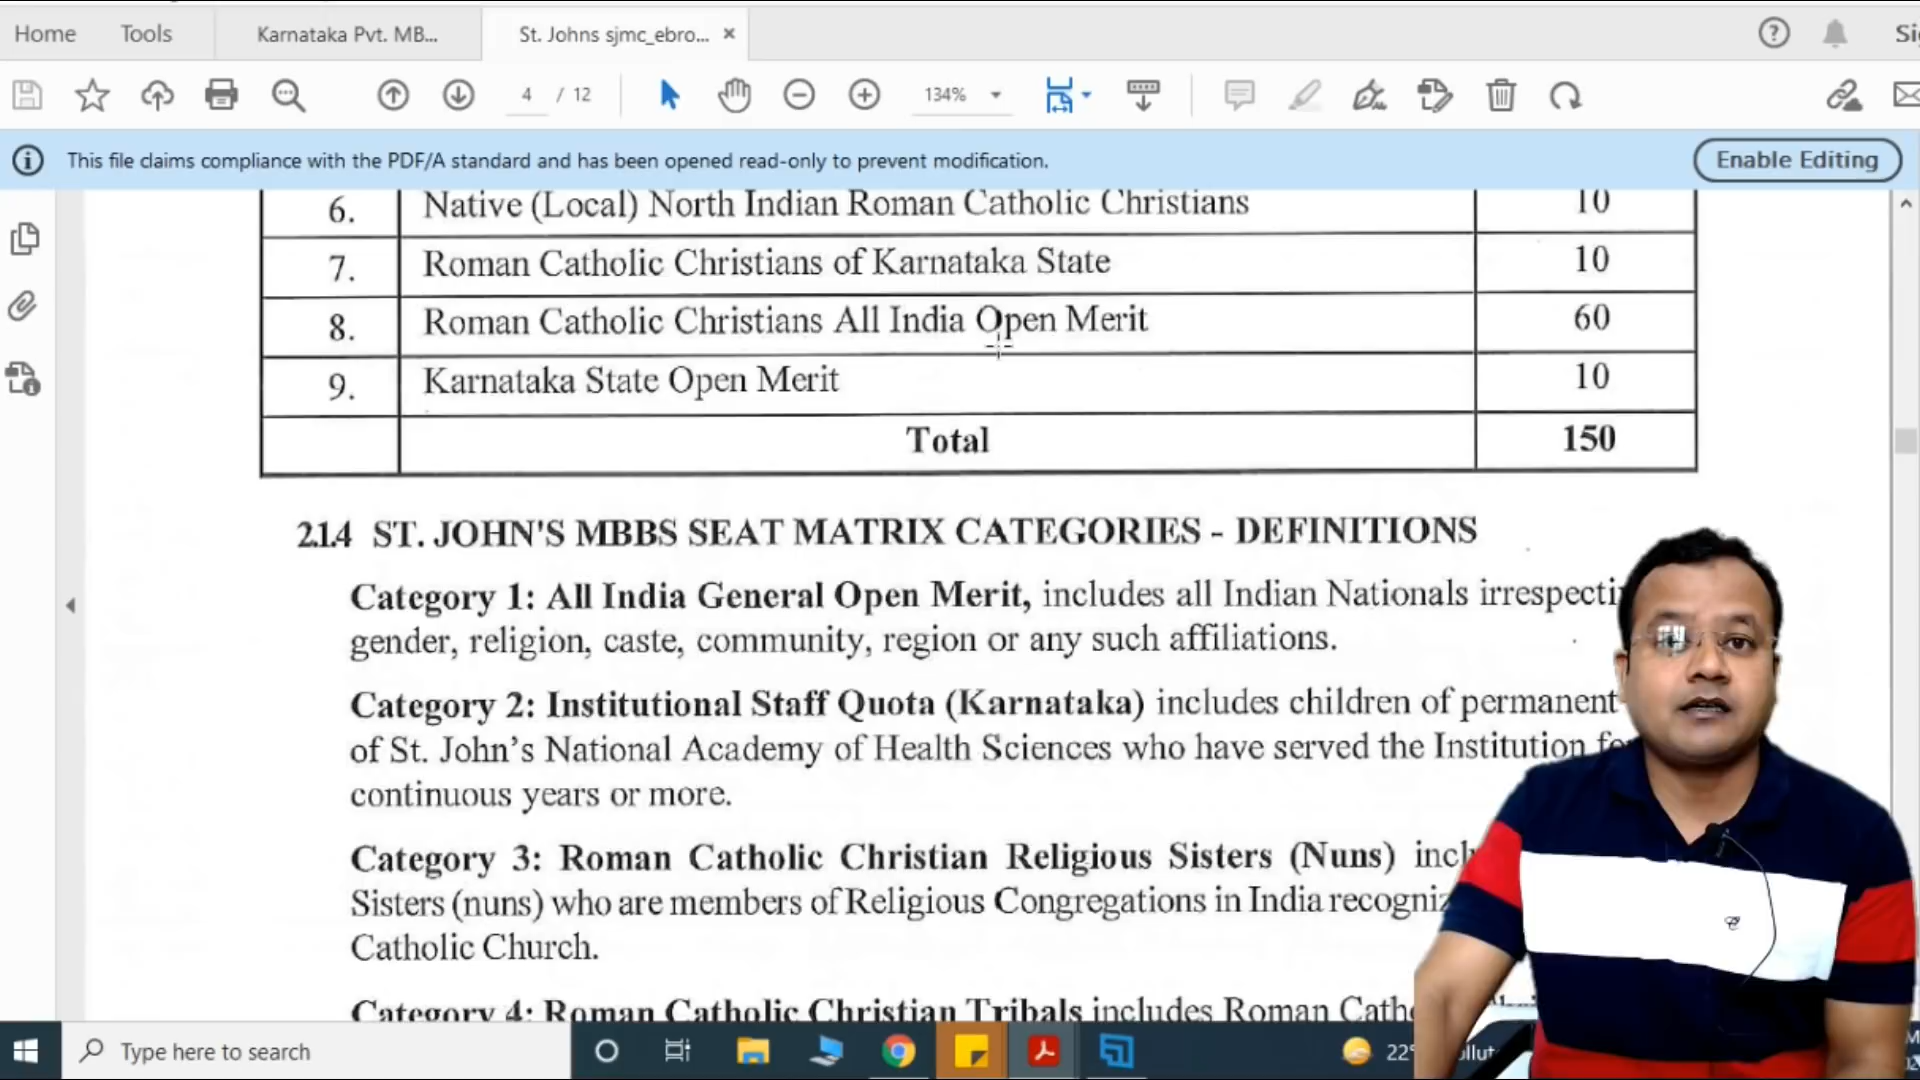 Home Tools Karnataka Pvt. MB... St. Johns sjmc_ebro... ×
4 / 12 134%
This file claims compliance with the PDF/A standard and has been opened read-only to prevent modification. Enable Editing
6. Native (Local) North Indian Roman Catholic Christians 10
7. Roman Catholic Christians of Karnataka State 10
8. Roman Catholic Christians All India Open Merit 60
9. Karnataka State Open Merit 10
Total 150
2.1.4 ST. JOHN'S MBBS SEAT MATRIX CATEGORIES - DEFINITIONS
Category 1: All India General Open Merit, includes all Indian Nationals
gender, religion, caste, community, region or any such affiliations.
Category 2: Institutional Staff Quota (Karnataka) includes children of permanent
of St. John's National Academy of Health Sciences who have served the Institution
continuous years or more.
Category 3: Roman Catholic Christian Religious Sisters (Nuns)
Sisters (nuns) who are members of Religious Congregations in India
Catholic Church.
Category 4: Roman Catholic Christian Tribals includes Roman
Type here to search 22°